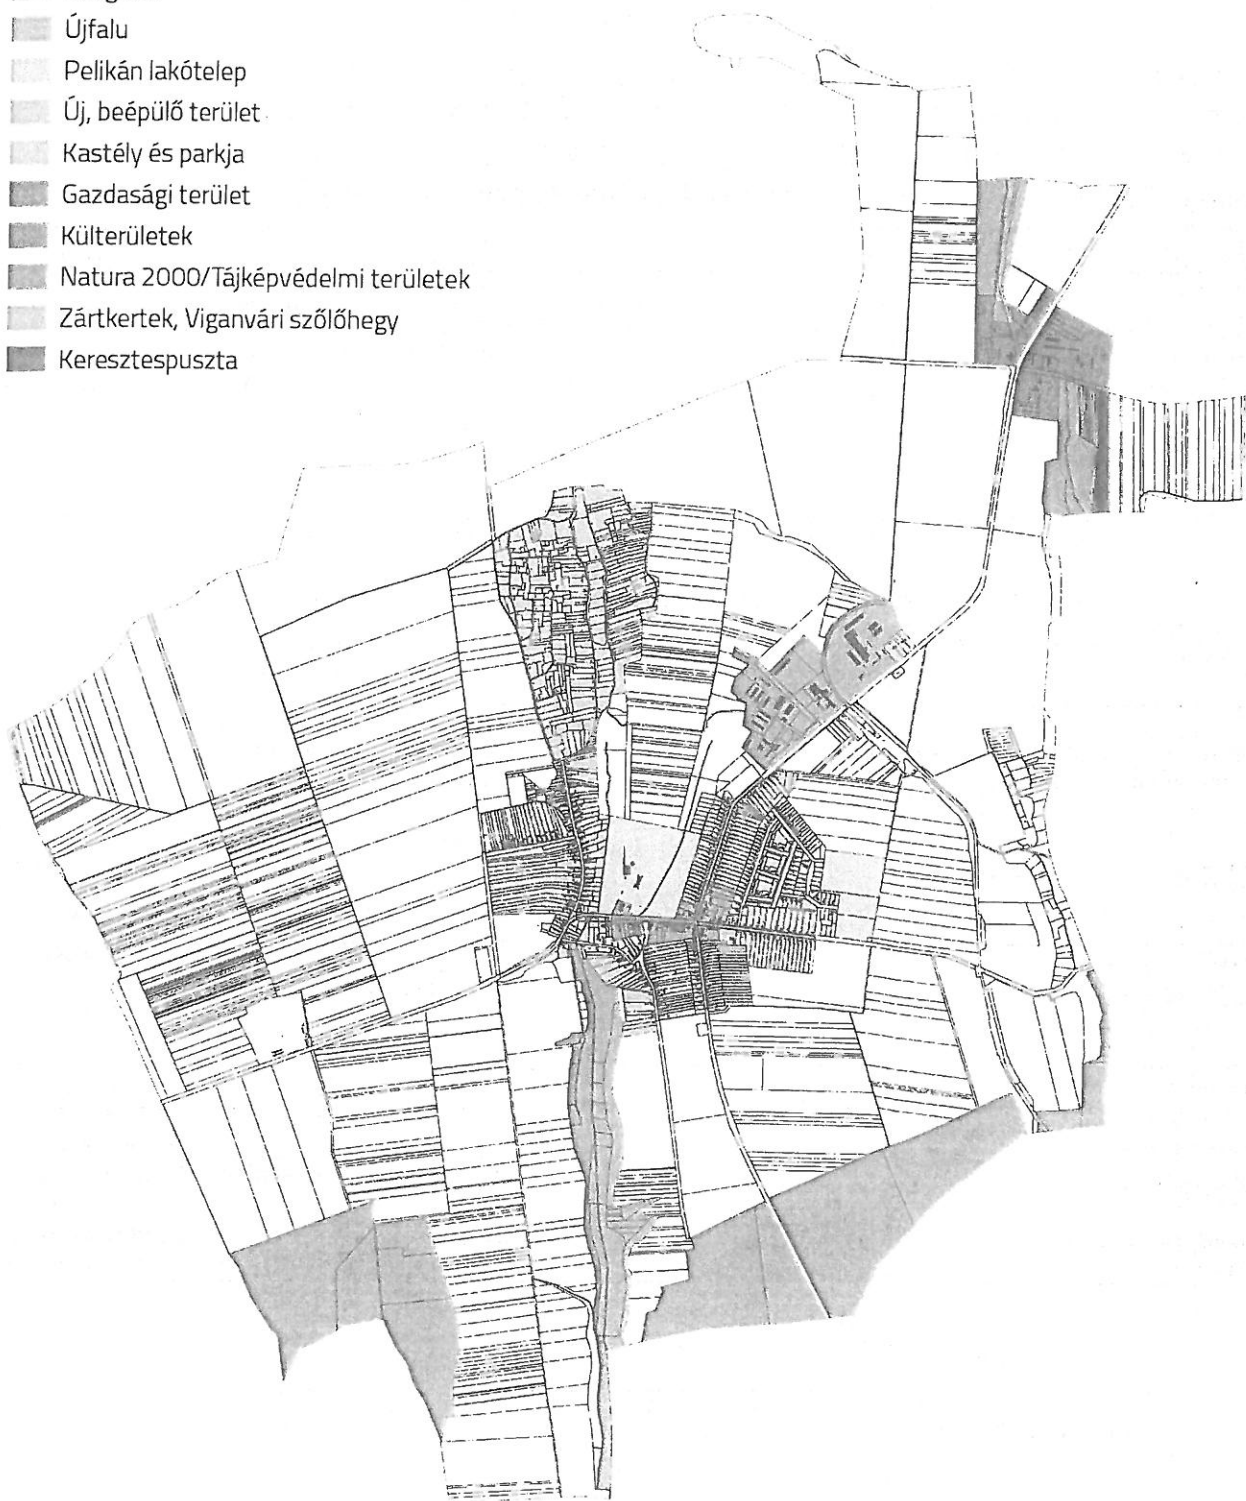 Újfalu
Pelikán lakótelep
Új, beépülő terület
Kastély és parkja
Gazdasági terület
Külterületek
Natura 2000/Tájképvédelmi területek
Zártkertek, Viganvári szőlőhegy
Keresztespuszta